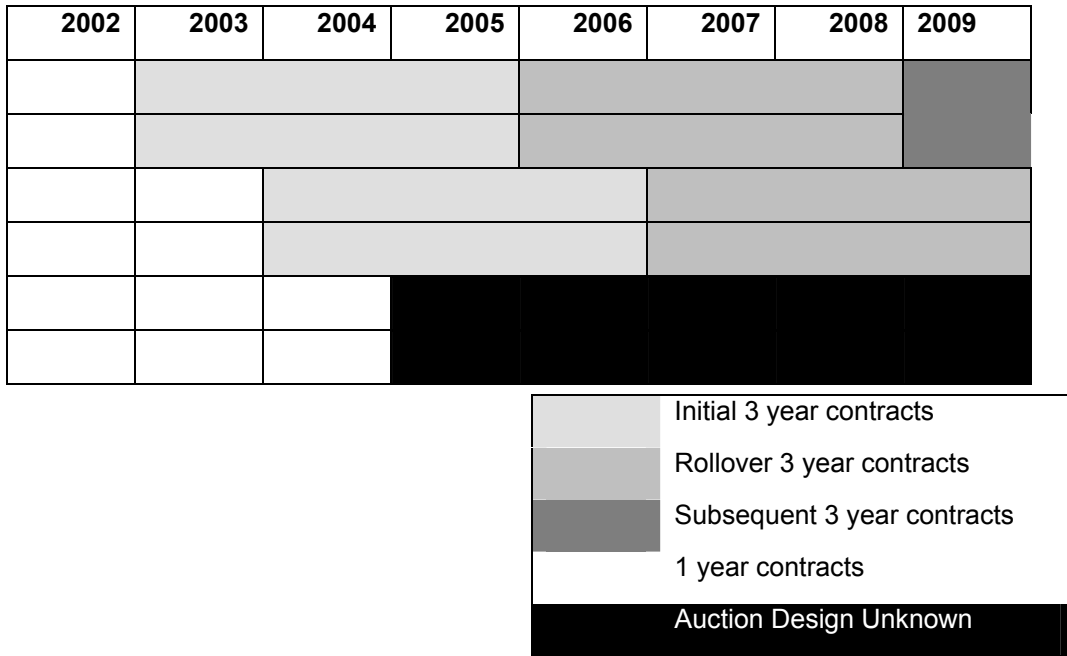 2002 2003 2004 2005 2006 2007 2008 2009
Initial 3 year contracts
Rollover 3 year contracts
Subsequent 3 year contracts
1 year contracts
Auction Design Unknown